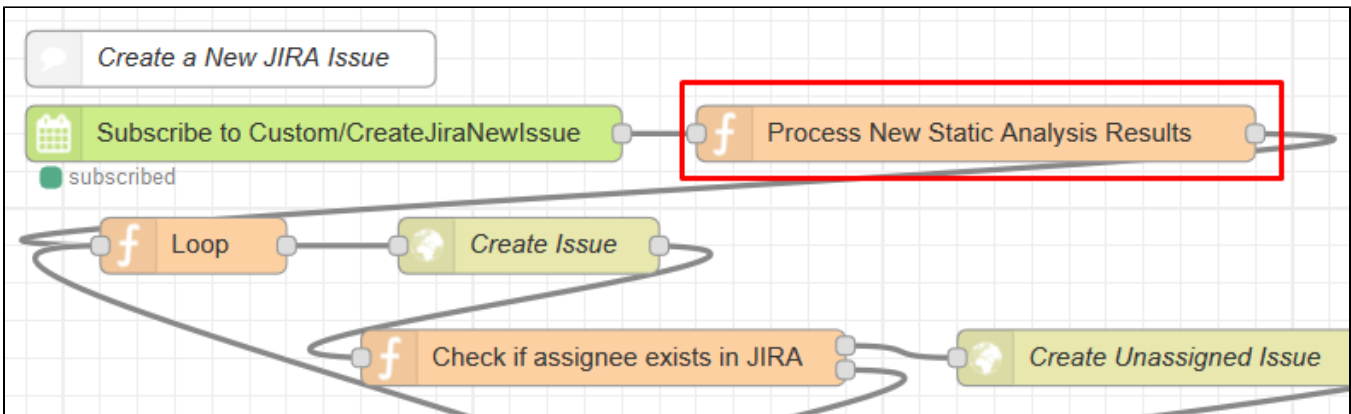 Create a New JIRA Issue
Subscribe to Custom/CreateJiraNewIssue
Process New Static Analysis Results
subscribed
Loop
Create Issue
Check if assignee exists in JIRA
Create Unassigned Issue